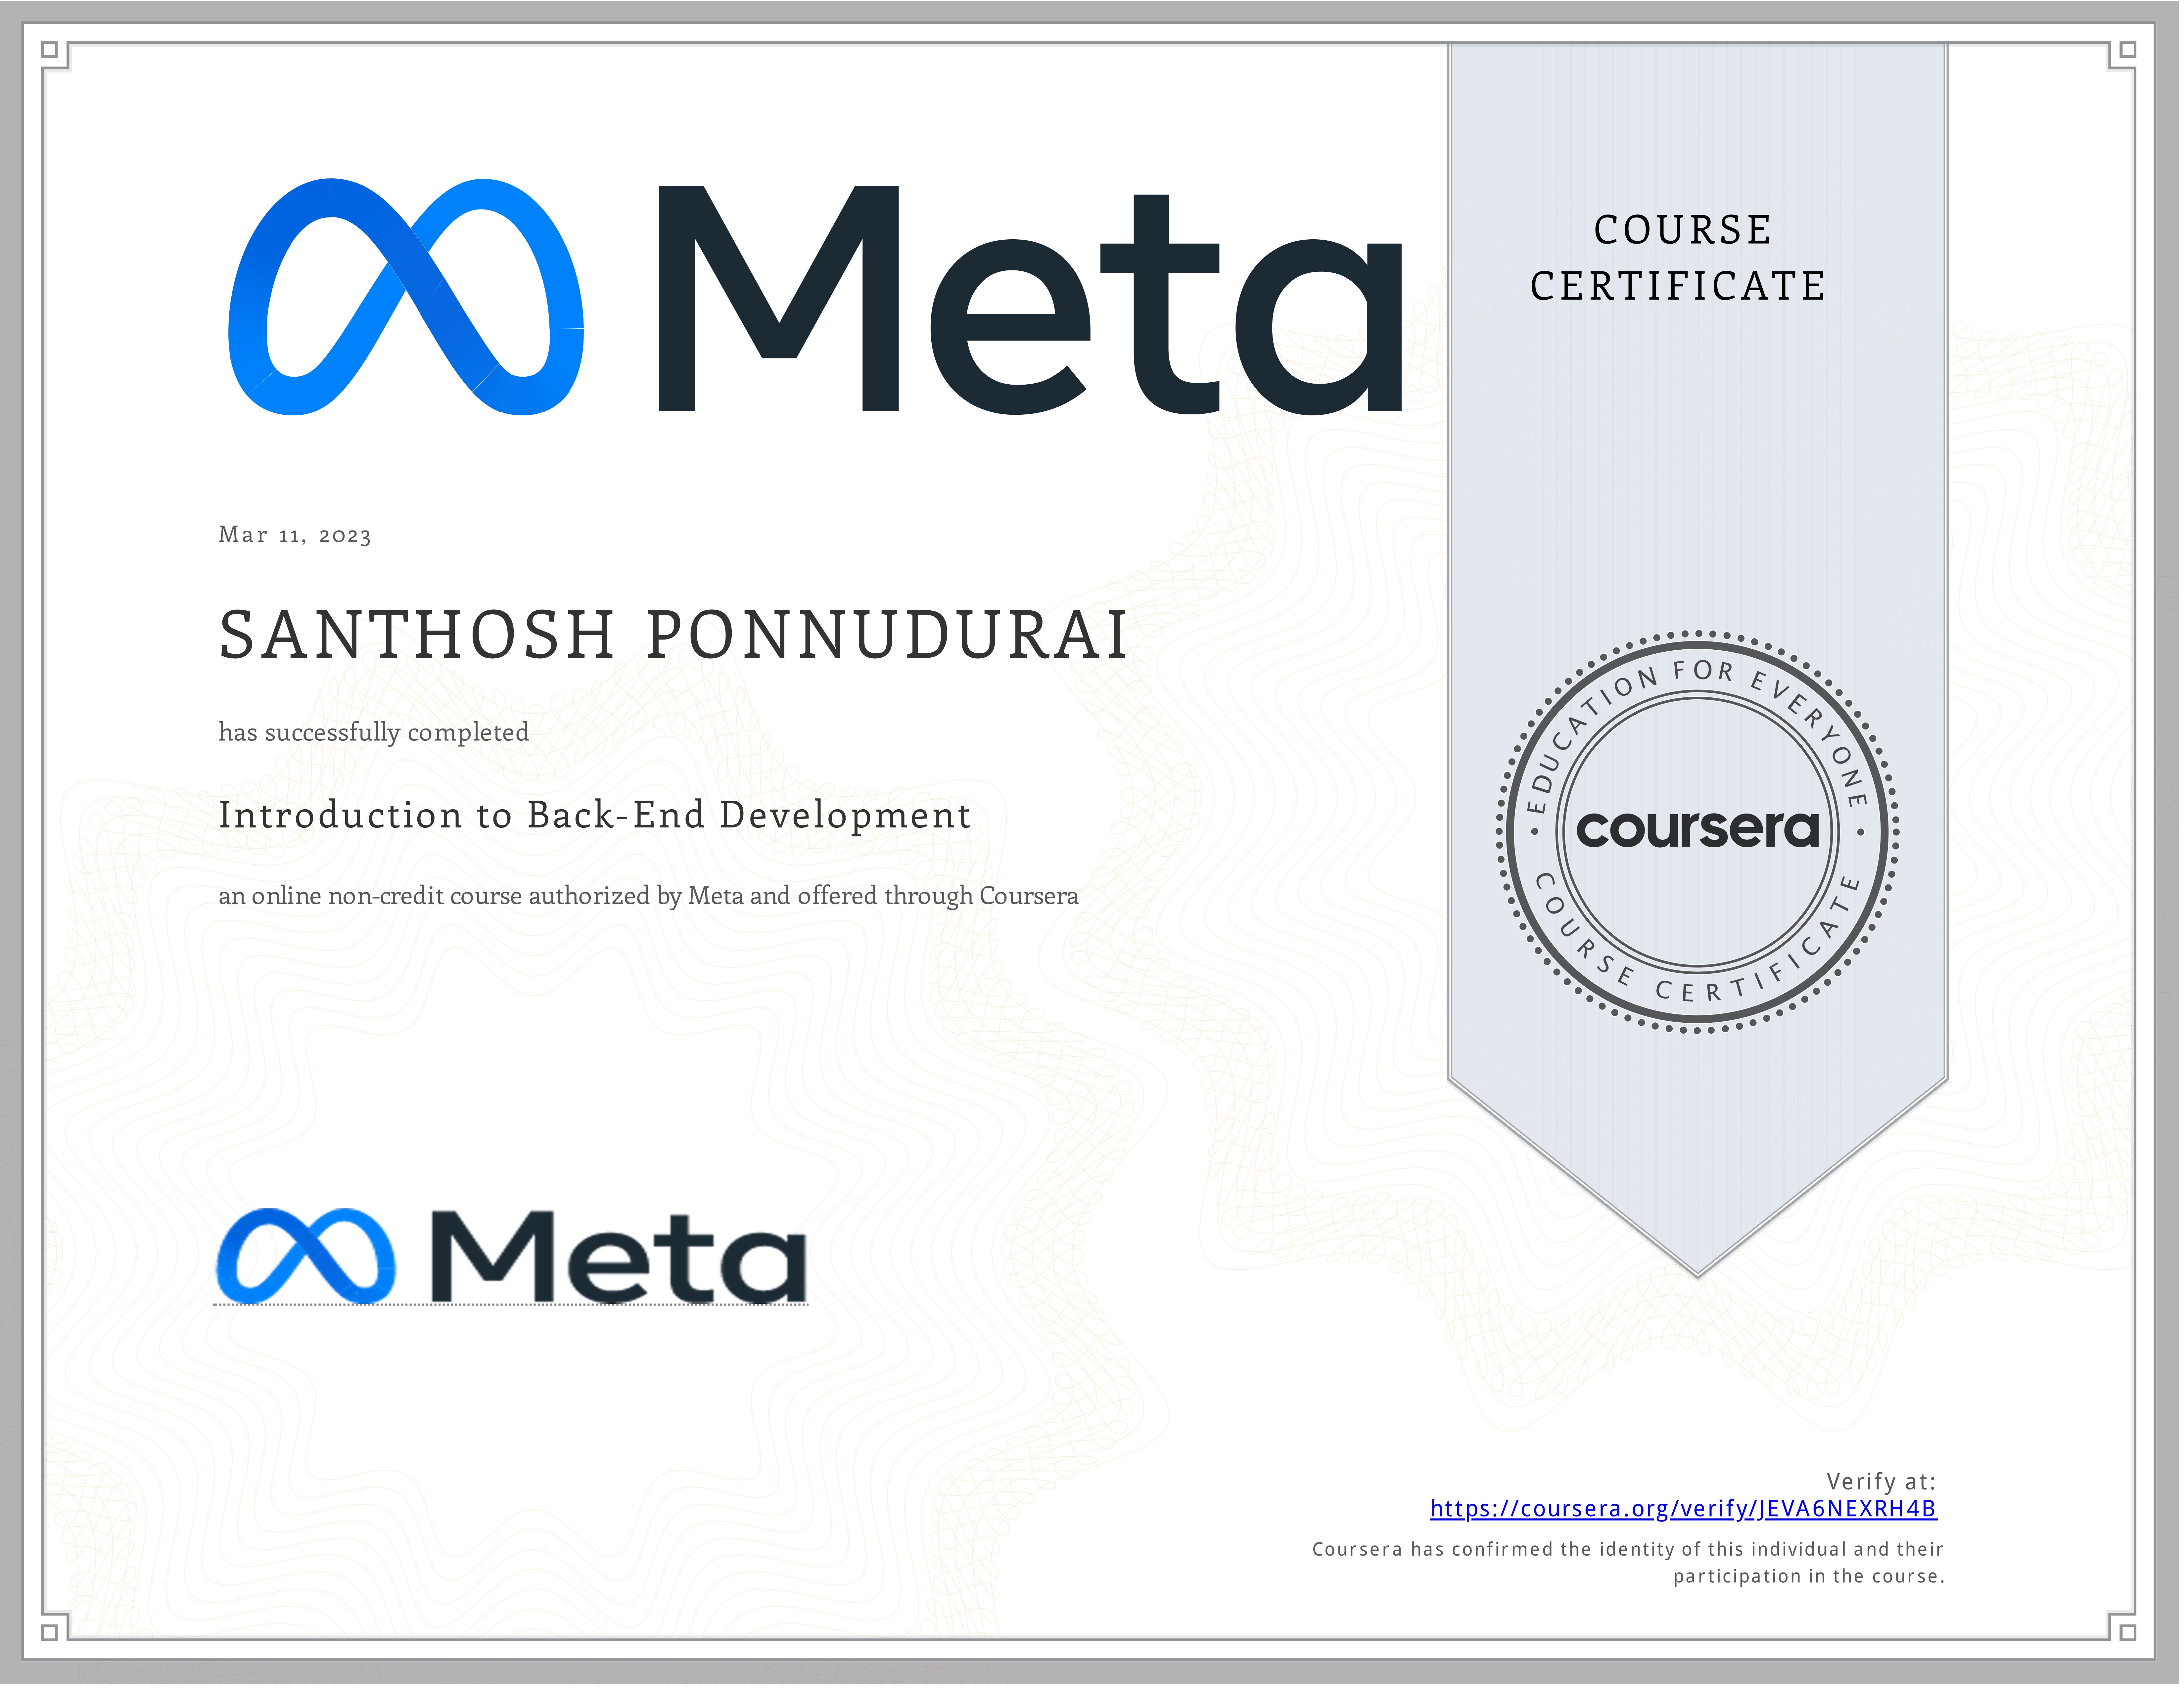 Meta
COURSE
CERTIFICATE
Mar 11, 2023
SANTHOSH PONNUDURAI
has successfully completed
Introduction to Back-End Development
an online non-credit course authorized by Meta and offered through Coursera
EDUCATION FOR EVERYONE
coursera
COURSE CERTIFICATE
Meta
Verify at:
https://coursera.org/verify/JEVA6NEXRH4B
Coursera has confirmed the identity of this individual and their
participation in the course.